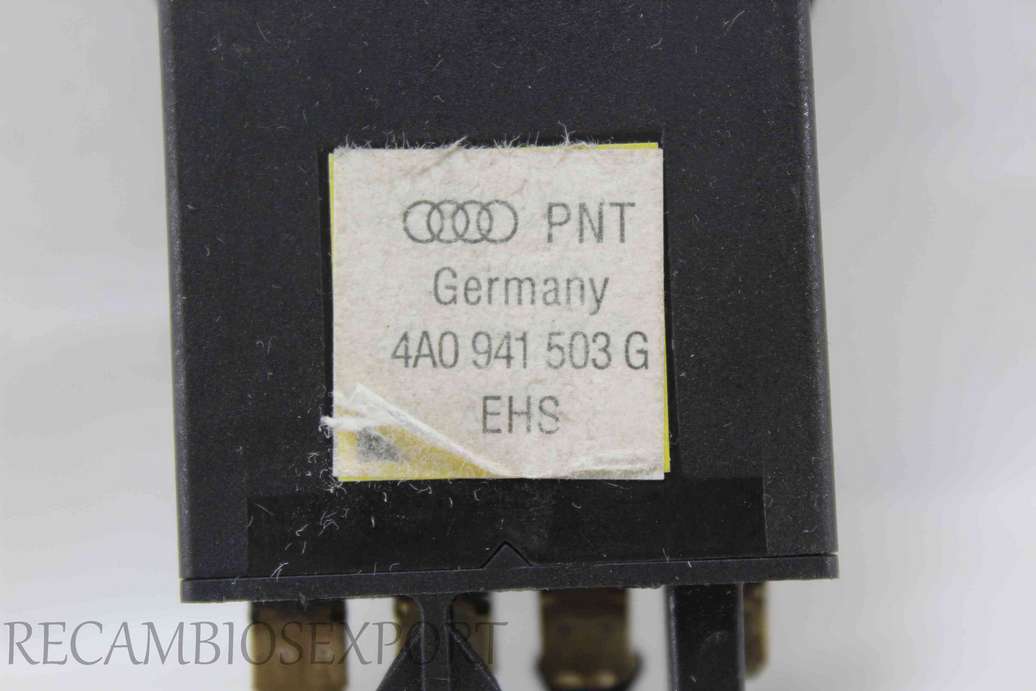 PNT
Germany
4A0 941 503 G
EHS
RECAMBIOSEXPORT